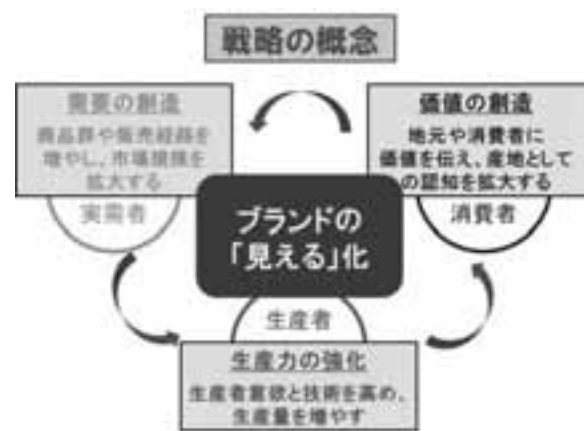 戦略の概念
需要の創造
商品群や販売経路を
増やし、市場規模を
拡大する
実需者
価値の創造
地元や消費者に
価値を伝え、産地として
の認知を拡大する
消費者
ブランドの
「見える」化
生産者
生産力の強化
生産者意欲と技術を高め、
生産量を増やす